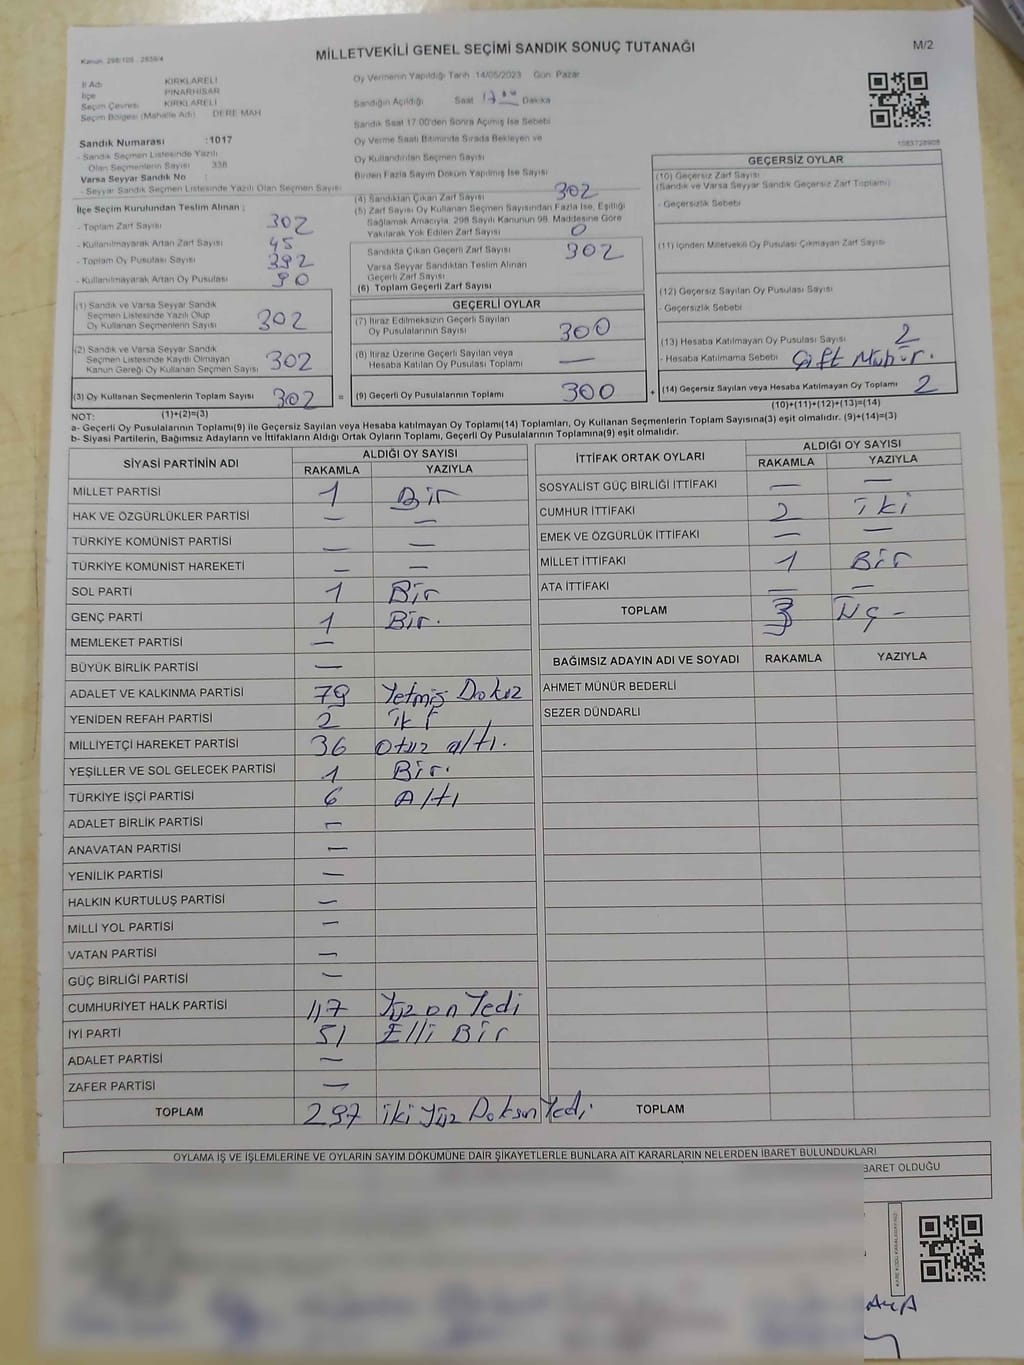 Kanun. 298/105 , 2839/4
MİLLETVEKİLİ GENEL SEÇİMİ SANDIK SONUÇ TUTANAĞI
M/2
İl Adı KIRKLARELİ
İlçe PINARHİSAR
Seçim Çevresi KIRKLARELİ
Seçim Bölgesi (Mahalle Adı) DERE MAH
Sandık Numarası :1017
- Sandık Seçmen Listesinde Yazılı
Olan Seçmenlerin Sayısı 338
Varsa Seyyar Sandık No :
- Seyyar Sandık Seçmen Listesinde Yazılı Olan Seçmen Sayısı
Oy Vermenin Yapıldığı Tarih 14/05/2023 Gün Pazar
Sandığın Açıldığı Saat 17.00 Dakika
Sandık Saat 17:00'den Sonra Açılmış İse Sebebi
Oy Verme Saati Bitiminde Sırada Bekleyen ve
Oy Kullandırılan Seçmen Sayısı
Birden Fazla Sayım Döküm Yapılmış İse Sayısı
1083728908
İlçe Seçim Kurulundan Teslim Alınan ;
- Toplam Zarf Sayısı 302
- Kullanılmayarak Artan Zarf Sayısı 45
- Toplam Oy Pusulası Sayısı 392
- Kullanılmayarak Artan Oy Pusulası 90
(1) Sandık ve Varsa Seyyar Sandık
Seçmen Listesinde Yazılı Olup
Oy Kullanan Seçmenlerin Sayısı 302
(2) Sandık ve Varsa Seyyar Sandık
Seçmen Listesinde Kayıtlı Olmayan
Kanun Gereği Oy Kullanan Seçmen Sayısı 302
(3) Oy Kullanan Seçmenlerin Toplam Sayısı 302 =
(4) Sandıktan Çıkan Zarf Sayısı 302
(5) Zarf Sayısı Oy Kullanan Seçmen Sayısından Fazla İse, Eşitliği
Sağlamak Amacıyla, 298 Sayılı Kanunun 98. Maddesine Göre
Yakılarak Yok Edilen Zarf Sayısı 0
Sandıkta Çıkan Geçerli Zarf Sayısı 302
Varsa Seyyar Sandıktan Teslim Alınan
Geçerli Zarf Sayısı
(6) Toplam Geçerli Zarf Sayısı
GEÇERLİ OYLAR
(7) İtiraz Edilmeksizin Geçerli Sayılan
Oy Pusulalarının Sayısı 300
(8) İtiraz Üzerine Geçerli Sayılan veya
Hesaba Katılan Oy Pusulası Toplamı —
(9) Geçerli Oy Pusulalarının Toplamı 300 +
GEÇERSİZ OYLAR
(10) Geçersiz Zarf Sayısı
(Sandık ve Varsa Seyyar Sandık Geçersiz Zarf Toplamı)
- Geçersizlik Sebebi
(11) İçinden Milletvekili Oy Pusulası Çıkmayan Zarf Sayısı
(12) Geçersiz Sayılan Oy Pusulası Sayısı
- Geçersizlik Sebebi
(13) Hesaba Katılmayan Oy Pusulası Sayısı 2
- Hesaba Katılmama Sebebi Çift Mühür.
(14) Geçersiz Sayılan veya Hesaba Katılmayan Oy Toplamı 2
(10)+(11)+(12)+(13)=(14)
NOT: (1)+(2)=(3)
a- Geçerli Oy Pusulalarının Toplamı(9) ile Geçersiz Sayılan veya Hesaba katılmayan Oy Toplamı(14) Toplamları, Oy Kullanan Seçmenlerin Toplam Sayısına(3) eşit olmalıdır. (9)+(14)=(3)
b- Siyasi Partilerin, Bağımsız Adayların ve İttifakların Aldığı Ortak Oyların Toplamı, Geçerli Oy Pusulalarının Toplamına(9) eşit olmalıdır.
SİYASİ PARTİNİN ADI ALDIĞI OY SAYISI
RAKAMLA YAZIYLA
MİLLET PARTİSİ 1 Bir
HAK VE ÖZGÜRLÜKLER PARTİSİ — —
TÜRKİYE KOMÜNİST PARTİSİ — —
TÜRKİYE KOMÜNİST HAREKETİ — —
SOL PARTİ 1 Bir
GENÇ PARTİ 1 Bir.
MEMLEKET PARTİSİ —
BÜYÜK BİRLİK PARTİSİ —
ADALET VE KALKINMA PARTİSİ 79 Yetmiş Dokuz
YENİDEN REFAH PARTİSİ 2 iki
MİLLİYETÇİ HAREKET PARTİSİ 36 otuz altı.
YEŞİLLER VE SOL GELECEK PARTİSİ 1 Bir.
TÜRKİYE İŞÇİ PARTİSİ 6 Altı
ADALET BİRLİK PARTİSİ —
ANAVATAN PARTİSİ —
YENİLİK PARTİSİ —
HALKIN KURTULUŞ PARTİSİ —
MİLLİ YOL PARTİSİ —
VATAN PARTİSİ —
GÜÇ BİRLİĞİ PARTİSİ —
CUMHURİYET HALK PARTİSİ 117 Yüz on Yedi
İYİ PARTİ 51 Elli Bir
ADALET PARTİSİ —
ZAFER PARTİSİ —
TOPLAM 297 iki Yüz Doksan Yedi
İTTİFAK ORTAK OYLARI ALDIĞI OY SAYISI
RAKAMLA YAZIYLA
SOSYALİST GÜÇ BİRLİĞİ İTTİFAKI — —
CUMHUR İTTİFAKI 2 iki
EMEK VE ÖZGÜRLÜK İTTİFAKI — —
MİLLET İTTİFAKI 1 Bir
ATA İTTİFAKI — —
TOPLAM 3 Üç -
BAĞIMSIZ ADAYIN ADI VE SOYADI RAKAMLA YAZIYLA
AHMET MÜNÜR BEDERLİ
SEZER DÜNDARLI
TOPLAM
OYLAMA İŞ VE İŞLEMLERİNE VE OYLARIN SAYIM DÖKÜMÜNE DAİR ŞİKAYETLERLE BUNLARA AİT KARARLARIN NELERDEN İBARET BULUNDUKLARI
BARET OLDUĞU